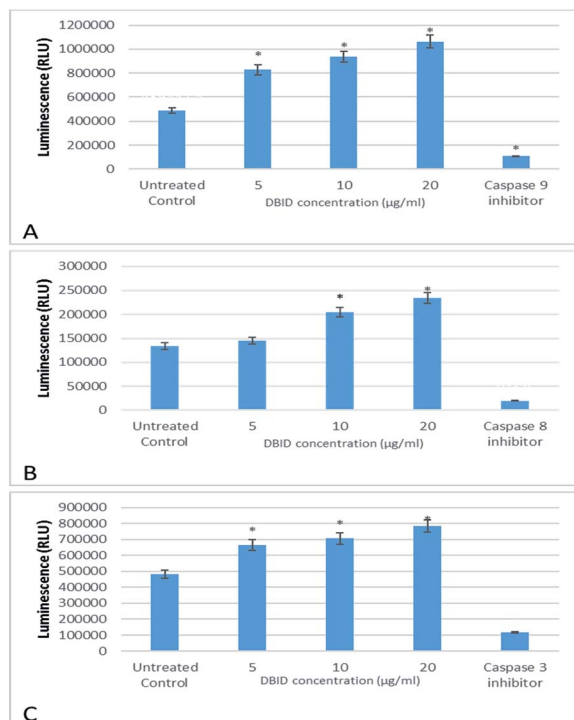 1200000
1000000
800000
600000
400000
200000
0
Luminescence (RLU)
*
*
*
*
Untreated Control
5
10
20
Caspase 9 inhibitor
DBID concentration (µg/ml)
A
300000
250000
200000
150000
100000
50000
0
Luminescence (RLU)
*
*
Untreated Control
5
10
20
Caspase 8 inhibitor
DBID concentration (µg/ml)
B
900000
800000
700000
600000
500000
400000
300000
200000
100000
0
Luminescence (RLU)
*
*
*
Untreated Control
5
10
20
Caspase 3 inhibitor
DBID concentration (µg/ml)
C